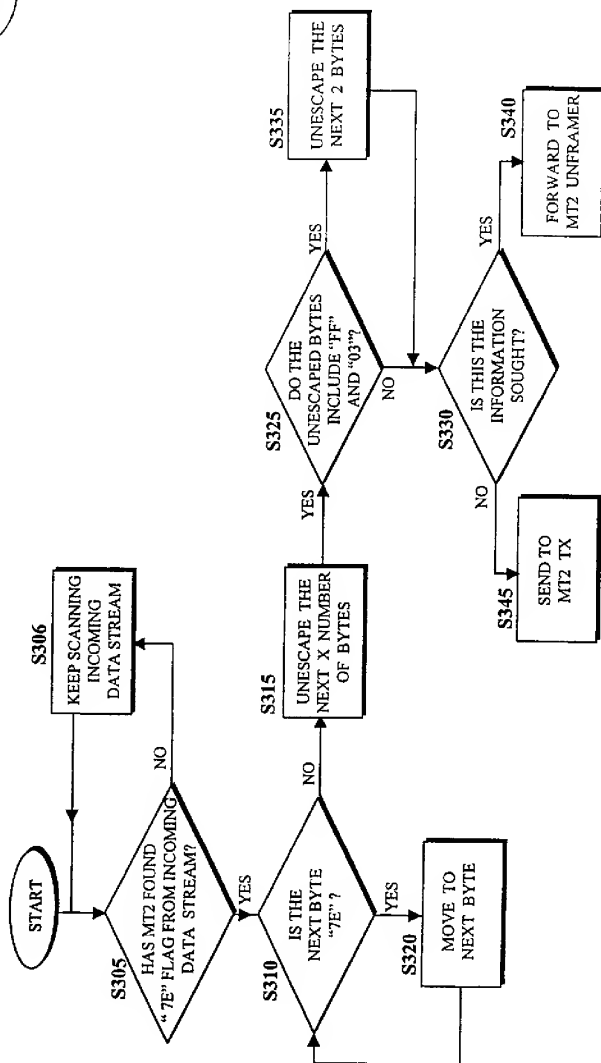 START
S305
HAS MT2 FOUND
"7E" FLAG FROM INCOMING
DATA STREAM?
NO
S306
KEEP SCANNING
INCOMING
DATA STREAM
YES
S310
IS THE
NEXT BYTE
"7E" ?
YES
S320
MOVE TO
NEXT BYTE
NO
S315
UNESCAPE THE
NEXT X NUMBER
OF BYTES
YES
S325
DO THE
UNESCAPED BYTES
INCLUDE "FF"
AND "03"?
YES
S335
UNESCAPE THE
NEXT 2 BYTES
NO
S330
IS THIS THE
INFORMATION
SOUGHT?
YES
S340
FORWARD TO
MT2 UNFRAMER
NO
S345
SEND TO
MT2 TX